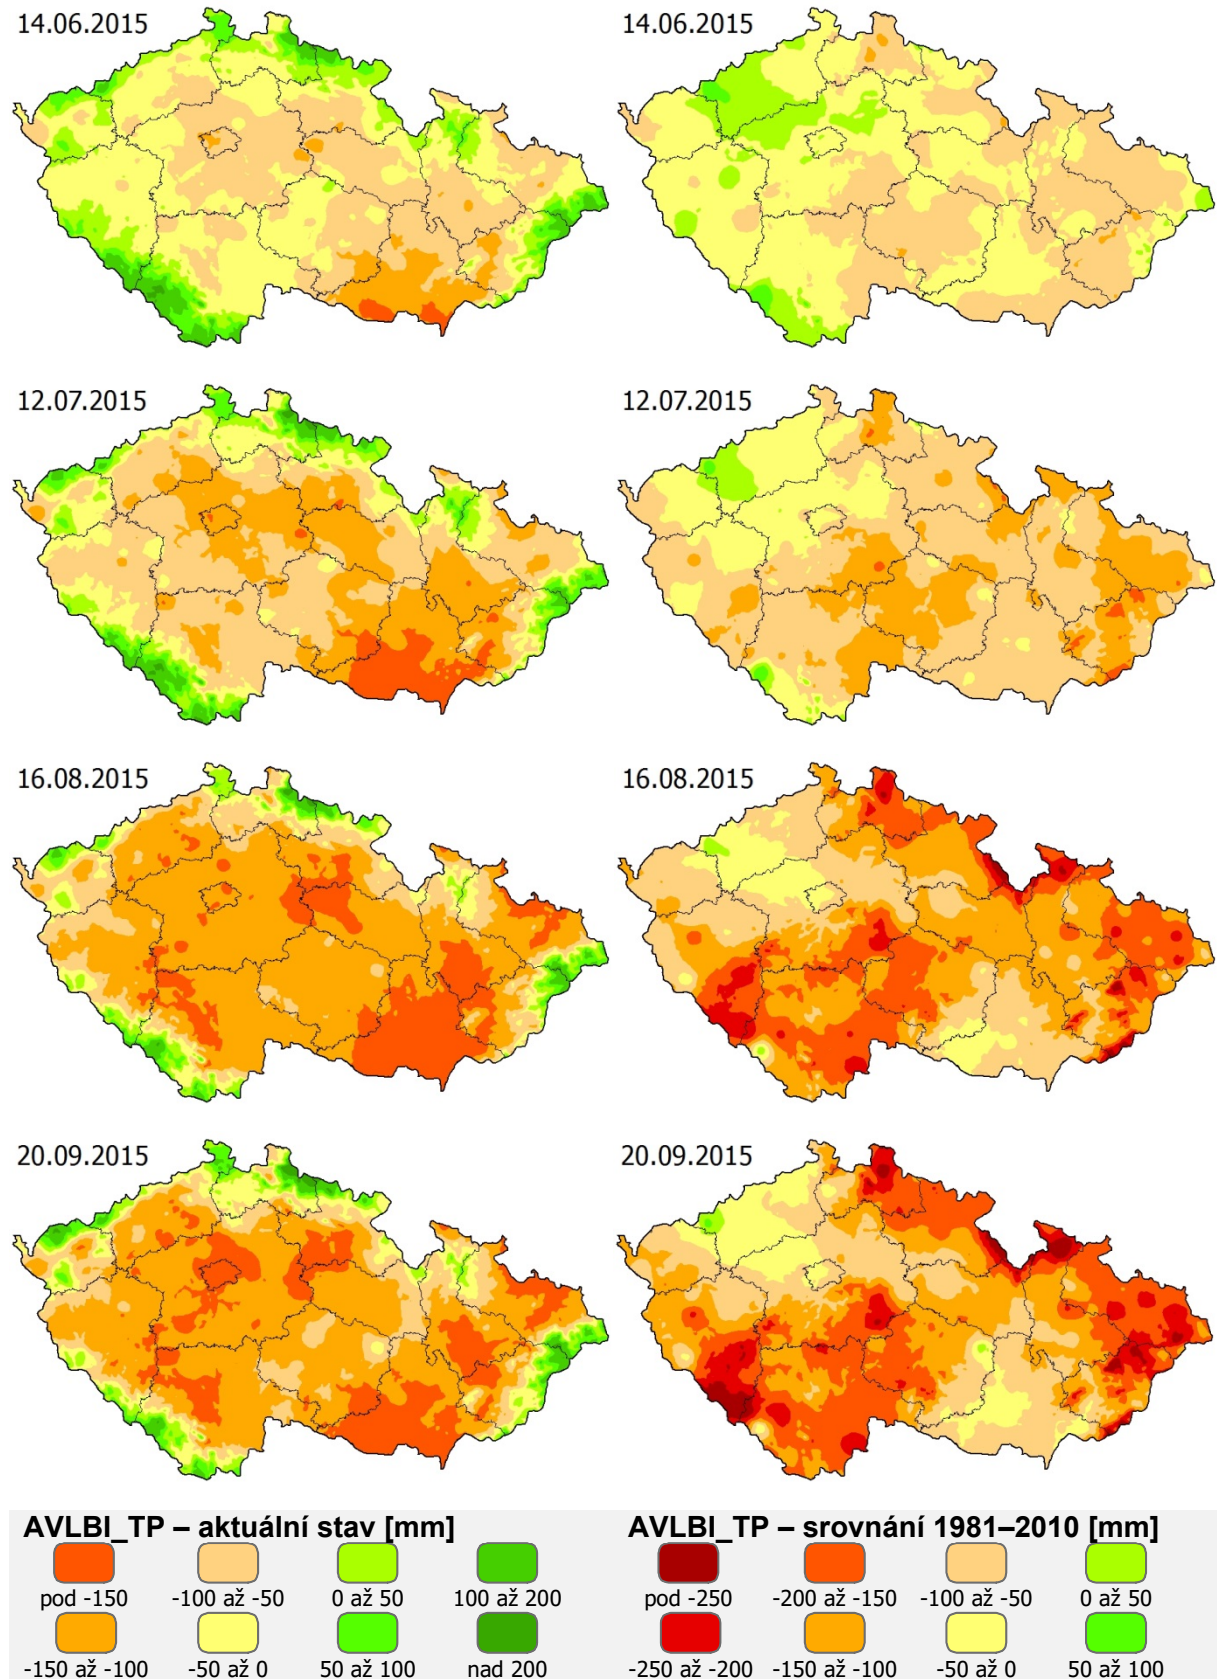 14.06.2015
14.06.2015
12.07.2015
12.07.2015
16.08.2015
16.08.2015
20.09.2015
20.09.2015
AVLBI_TP – aktuální stav [mm]
pod -150
-100 až -50
0 až 50
100 až 200
-150 až -100
-50 až 0
50 až 100
nad 200
AVLBI_TP – srovnání 1981–2010 [mm]
pod -250
-200 až -150
-100 až -50
0 až 50
-250 až -200
-150 až -100
-50 až 0
50 až 100